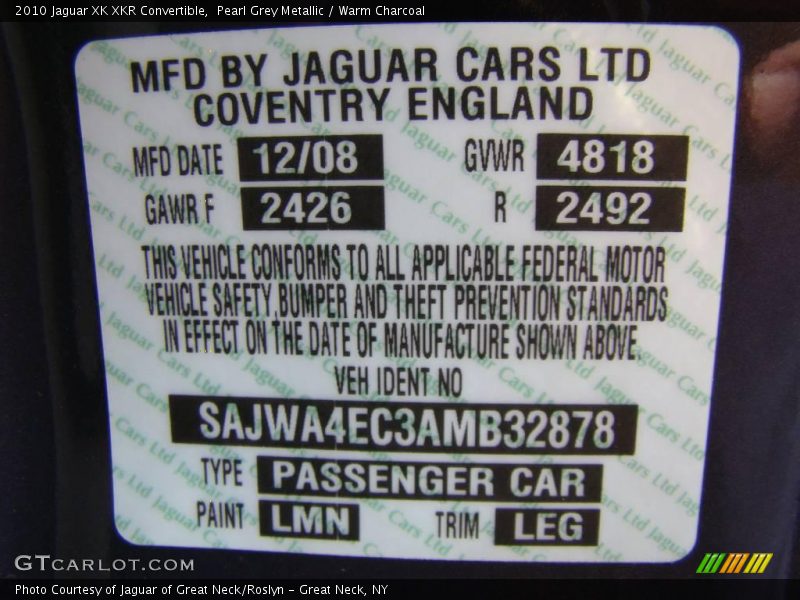 2010 Jaguar XK XKR Convertible,  Pearl Grey Metallic / Warm Charcoal
MFD BY JAGUAR CARS LTD
COVENTRY ENGLAND
MFD DATE 12/08 GVWR 4818
GAWR F 2426 R 2492
THIS VEHICLE CONFORMS TO ALL APPLICABLE FEDERAL MOTOR
VEHICLE SAFETY,BUMPER AND THEFT PREVENTION STANDARDS
IN EFFECT ON THE DATE OF MANUFACTURE SHOWN ABOVE
VEH IDENT NO
SAJWA4EC3AMB32878
TYPE PASSENGER CAR
PAINT LMN TRIM LEG
GTCARLOT.COM
Photo Courtesy of Jaguar of Great Neck/Roslyn - Great Neck, NY